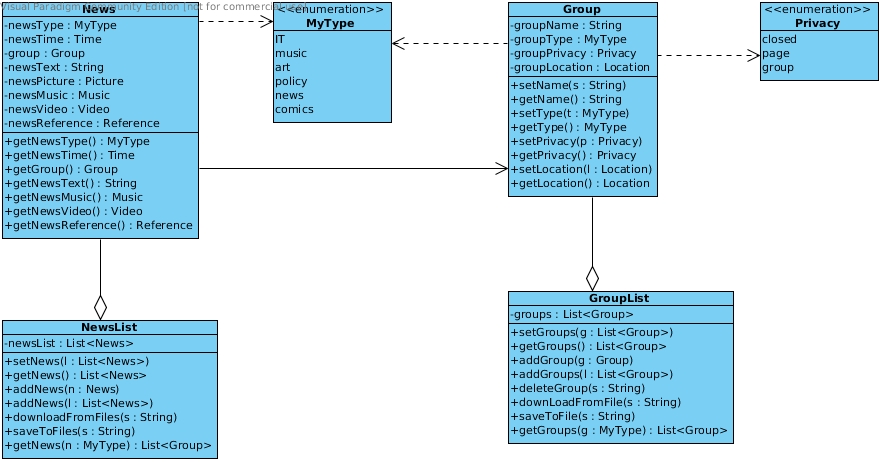 Visual Paradigm Community Edition [not for commercial use]
News
-newsType : MyType
-newsTime : Time
-group : Group
-newsText : String
-newsPicture : Picture
-newsMusic : Music
-newsVideo : Video
-newsReference : Reference
+getNewsType() : MyType
+getNewsTime() : Time
+getGroup() : Group
+getNewsText() : String
+getNewsMusic() : Music
+getNewsVideo() : Video
+getNewsReference() : Reference
<<enumeration>>
MyType
IT
music
art
policy
news
comics
Group
-groupName : String
-groupType : MyType
-groupPrivacy : Privacy
-groupLocation : Location
+setName(s : String)
+getName() : String
+setType(t : MyType)
+getType() : MyType
+setPrivacy(p : Privacy)
+getPrivacy() : Privacy
+setLocation(l : Location)
+getLocation() : Location
<<enumeration>>
Privacy
closed
page
group
NewsList
-newsList : List<News>
+setNews(l : List<News>)
+getNews() : List<News>
+addNews(n : News)
+addNews(l : List<News>)
+downloadFromFiles(s : String)
+saveToFiles(s : String)
+getNews(n : MyType) : List<Group>
GroupList
-groups : List<Group>
+setGroups(g : List<Group>)
+getGroups() : List<Group>
+addGroup(g : Group)
+addGroups(l : List<Group>)
+deleteGroup(s : String)
+downLoadFromFile(s : String)
+saveToFile(s : String)
+getGroups(g : MyType) : List<Group>